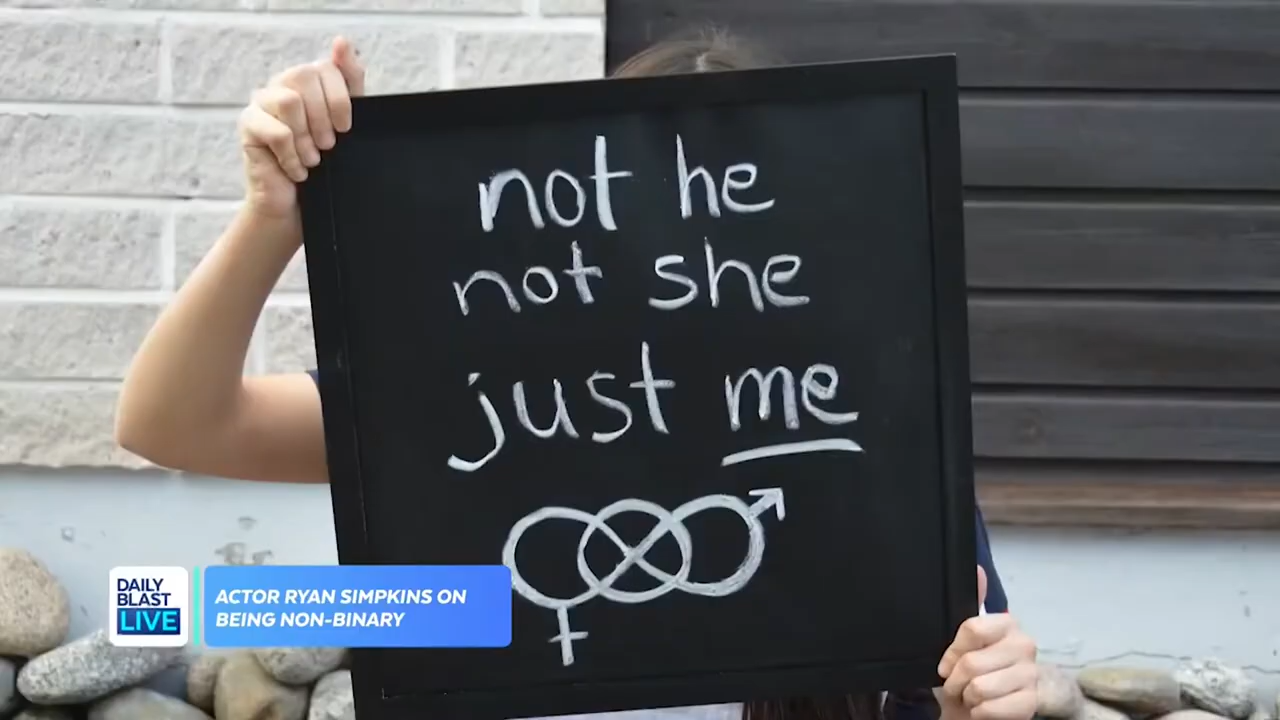 not he
not she
just me
DAILY
BLAST
LIVE
ACTOR RYAN SIMPKINS ON
BEING NON-BINARY